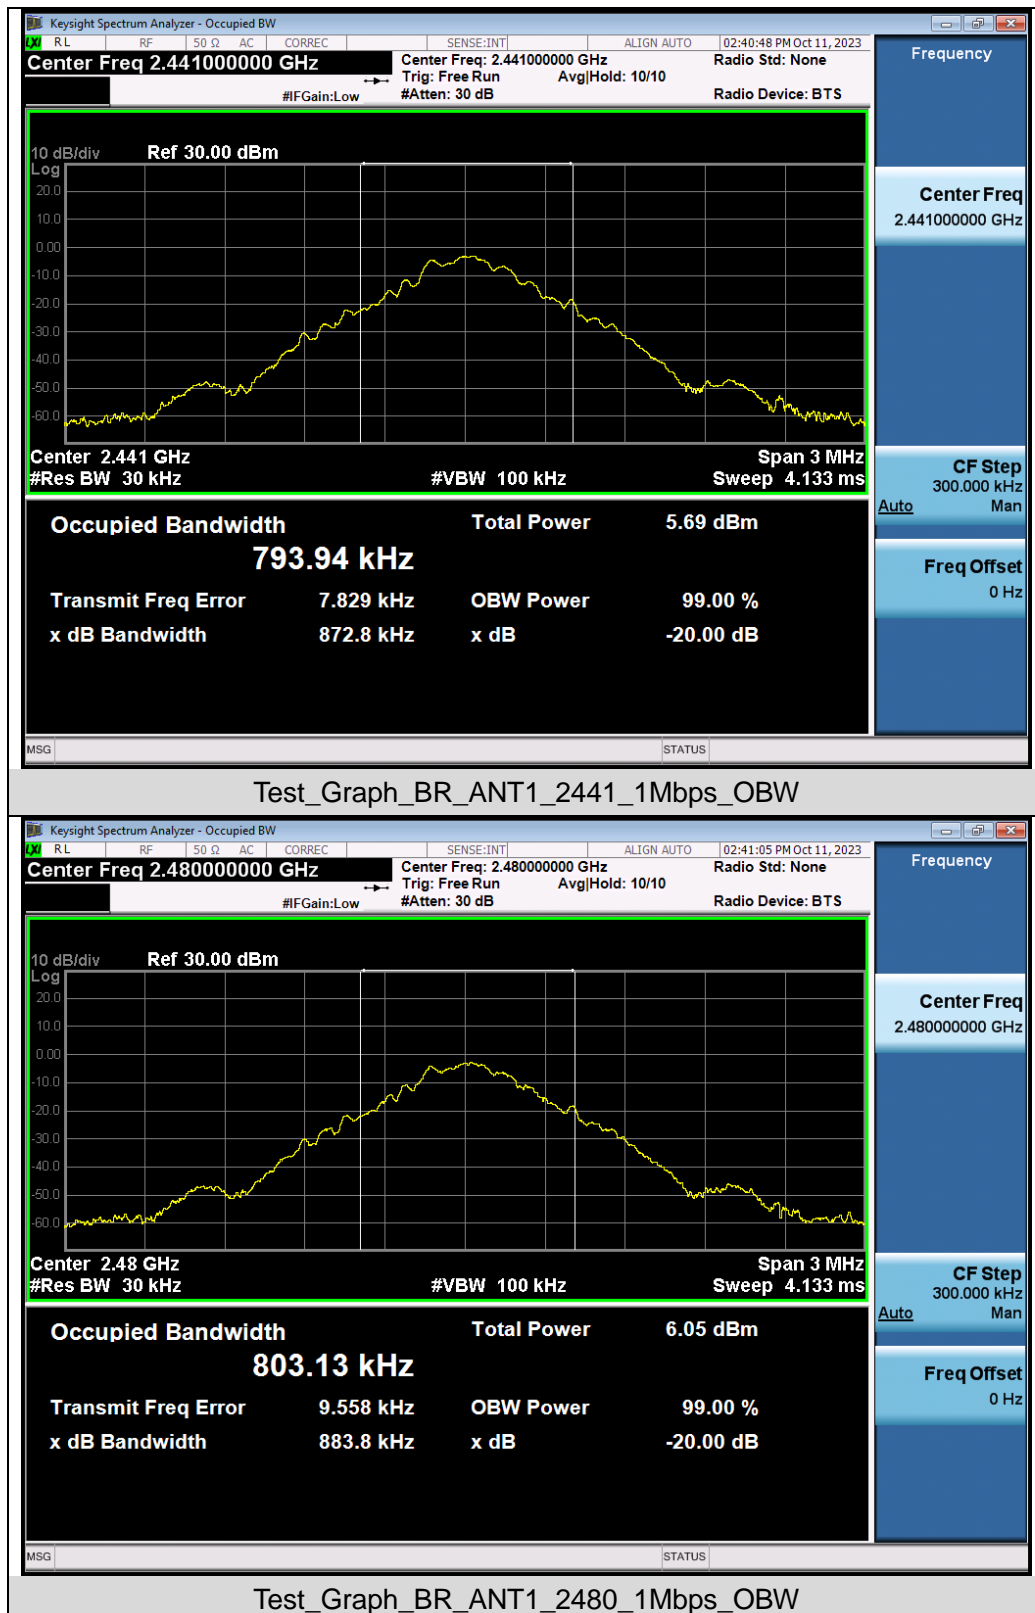 Keysight Spectrum Analyzer - Occupied BW
LXI RL RF 50 Ω AC CORREC SENSE:INT ALIGN AUTO 02:40:48 PM Oct 11, 2023
Center Freq 2.441000000 GHz
Center Freq: 2.441000000 GHz
Radio Std: None
Trig: Free Run Avg|Hold: 10/10
#IFGain:Low
#Atten: 30 dB
Radio Device: BTS
Frequency
10 dB/div Ref 30.00 dBm
Log
20.0
10.0
0.00
-10.0
-20.0
-30.0
-40.0
-50.0
-60.0
Center 2.441 GHz Span 3 MHz
#Res BW 30 kHz #VBW 100 kHz Sweep 4.133 ms
Center Freq
2.441000000 GHz
CF Step
300.000 kHz
Auto Man
Freq Offset
0 Hz
Occupied Bandwidth Total Power 5.69 dBm
793.94 kHz
Transmit Freq Error 7.829 kHz OBW Power 99.00 %
x dB Bandwidth 872.8 kHz x dB -20.00 dB
MSG STATUS
Test_Graph_BR_ANT1_2441_1Mbps_OBW
Keysight Spectrum Analyzer - Occupied BW
LXI RL RF 50 Ω AC CORREC SENSE:INT ALIGN AUTO 02:41:05 PM Oct 11, 2023
Center Freq 2.480000000 GHz
Center Freq: 2.480000000 GHz
Radio Std: None
Trig: Free Run Avg|Hold: 10/10
#IFGain:Low
#Atten: 30 dB
Radio Device: BTS
Frequency
10 dB/div Ref 30.00 dBm
Log
20.0
10.0
0.00
-10.0
-20.0
-30.0
-40.0
-50.0
-60.0
Center 2.48 GHz Span 3 MHz
#Res BW 30 kHz #VBW 100 kHz Sweep 4.133 ms
Center Freq
2.480000000 GHz
CF Step
300.000 kHz
Auto Man
Freq Offset
0 Hz
Occupied Bandwidth Total Power 6.05 dBm
803.13 kHz
Transmit Freq Error 9.558 kHz OBW Power 99.00 %
x dB Bandwidth 883.8 kHz x dB -20.00 dB
MSG STATUS
Test_Graph_BR_ANT1_2480_1Mbps_OBW